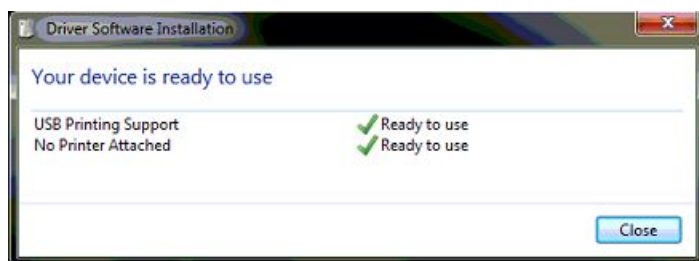 Driver Software Installation
Your device is ready to use
USB Printing Support Ready to use
No Printer Attached Ready to use
Close